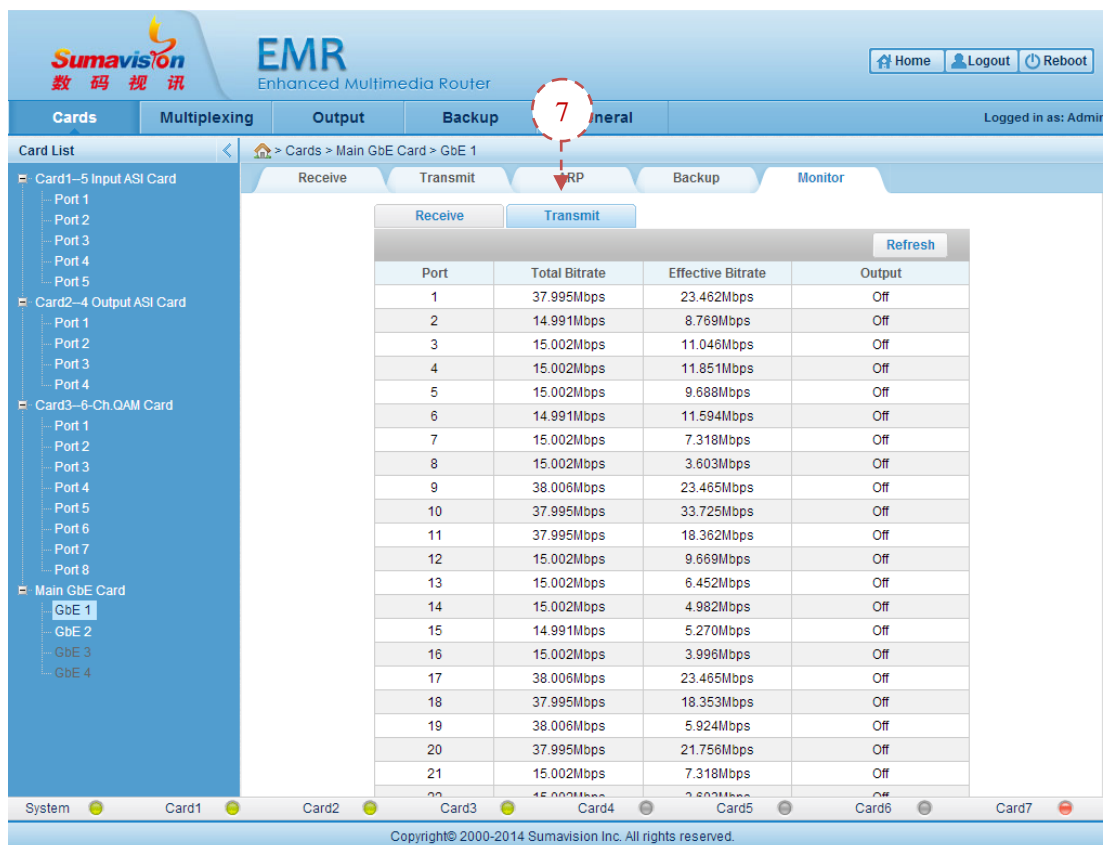 Sumavision
数 码 视 讯
EMR
Enhanced Multimedia Router
Home Logout Reboot
Cards Multiplexing Output Backup neral Logged in as: Admin
7
Card List > Cards > Main GbE Card > GbE 1
Receive Transmit ARP Backup Monitor
Receive Transmit
Refresh
Card1--5 Input ASI Card
Port 1
Port 2
Port 3
Port 4
Port 5
Card2--4 Output ASI Card
Port 1
Port 2
Port 3
Port 4
Card3--6-Ch.QAM Card
Port 1
Port 2
Port 3
Port 4
Port 5
Port 6
Port 7
Port 8
Main GbE Card
GbE 1
GbE 2
GbE 3
GbE 4
Port Total Bitrate Effective Bitrate Output
1 37.995Mbps 23.462Mbps Off
2 14.991Mbps 8.769Mbps Off
3 15.002Mbps 11.046Mbps Off
4 15.002Mbps 11.851Mbps Off
5 15.002Mbps 9.688Mbps Off
6 14.991Mbps 11.594Mbps Off
7 15.002Mbps 7.318Mbps Off
8 15.002Mbps 3.603Mbps Off
9 38.006Mbps 23.465Mbps Off
10 37.995Mbps 33.725Mbps Off
11 37.995Mbps 18.362Mbps Off
12 15.002Mbps 9.669Mbps Off
13 15.002Mbps 6.452Mbps Off
14 15.002Mbps 4.982Mbps Off
15 14.991Mbps 5.270Mbps Off
16 15.002Mbps 3.996Mbps Off
17 38.006Mbps 23.465Mbps Off
18 37.995Mbps 18.353Mbps Off
19 38.006Mbps 5.924Mbps Off
20 37.995Mbps 21.756Mbps Off
21 15.002Mbps 7.318Mbps Off
System Card1 Card2 Card3 Card4 Card5 Card6 Card7
Copyright© 2000-2014 Sumavision Inc. All rights reserved.